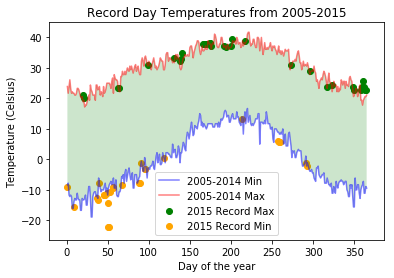 Record Day Temperatures from 2005-2015
Temperature (Celsius)
40
30
20
10
0
−10
−20
2005-2014 Min
2005-2014 Max
2015 Record Max
2015 Record Min
0
50
100
150
200
250
300
350
Day of the year